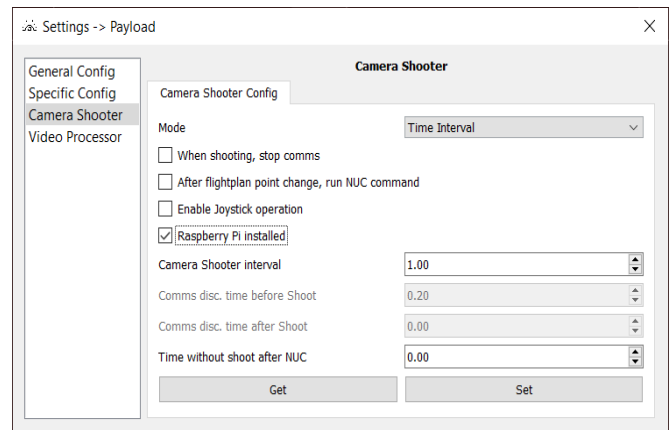 Settings -> Payload
General Config
Specific Config
Camera Shooter
Video Processor
Camera Shooter
Camera Shooter Config
Mode
Time Interval
When shooting, stop comms
After flightplan point change, run NUC command
Enable Joystick operation
Raspberry Pi installed
Camera Shooter interval
1.00
Comms disc. time before Shoot
0.20
Comms disc. time after Shoot
0.00
Time without shoot after NUC
0.00
Get
Set